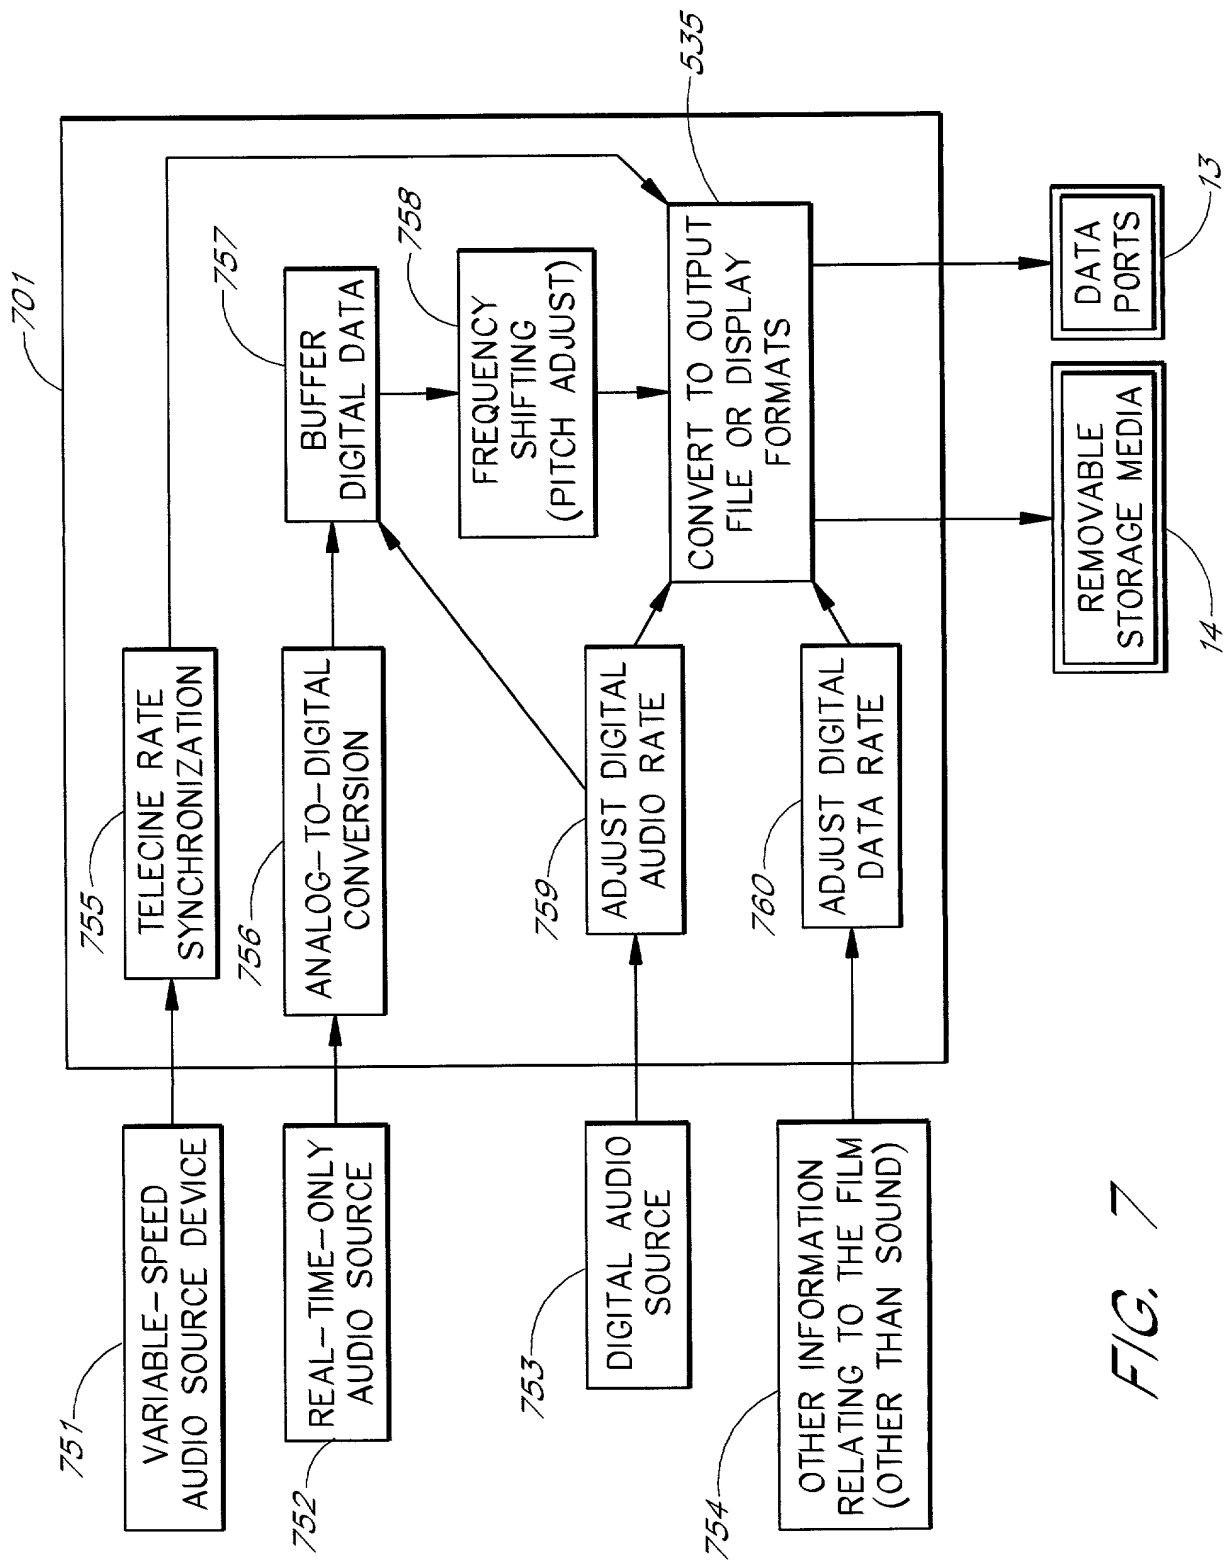 701
751
VARIABLE-SPEED
AUDIO SOURCE DEVICE
755
TELECINE RATE
SYNCHRONIZATION
752
REAL-TIME-ONLY
AUDIO SOURCE
756
ANALOG-TO-DIGITAL
CONVERSION
757
BUFFER
DIGITAL DATA
758
FREQUENCY
SHIFTING
(PITCH ADJUST)
753
DIGITAL AUDIO
SOURCE
759
ADJUST DIGITAL
AUDIO RATE
535
CONVERT TO OUTPUT
FILE OR DISPLAY
FORMATS
754
OTHER INFORMATION
RELATING TO THE FILM
(OTHER THAN SOUND)
760
ADJUST DIGITAL
DATA RATE
REMOVABLE
STORAGE MEDIA
14
DATA
PORTS
13
FIG. 7